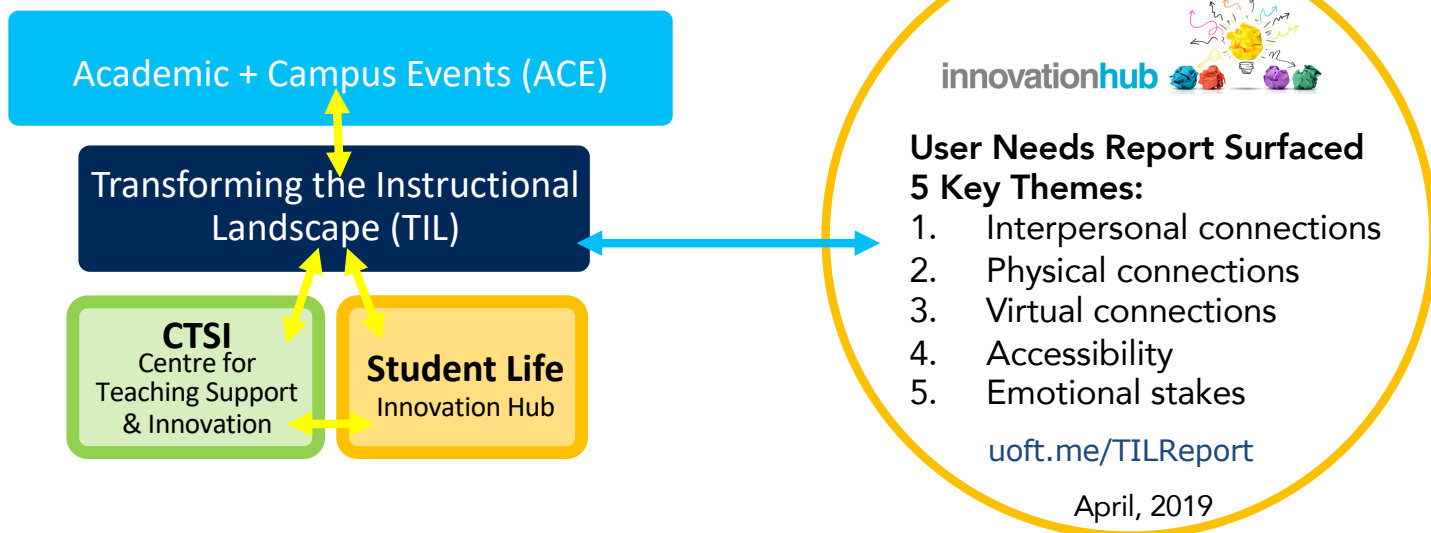 Academic + Campus Events (ACE)
Transforming the Instructional
Landscape (TIL)
CTSI
Centre for
Teaching Support
& Innovation
Student Life
Innovation Hub
innovationhub
User Needs Report Surfaced
5 Key Themes:
1. Interpersonal connections
2. Physical connections
3. Virtual connections
4. Accessibility
5. Emotional stakes
uoft.me/TILReport
April, 2019